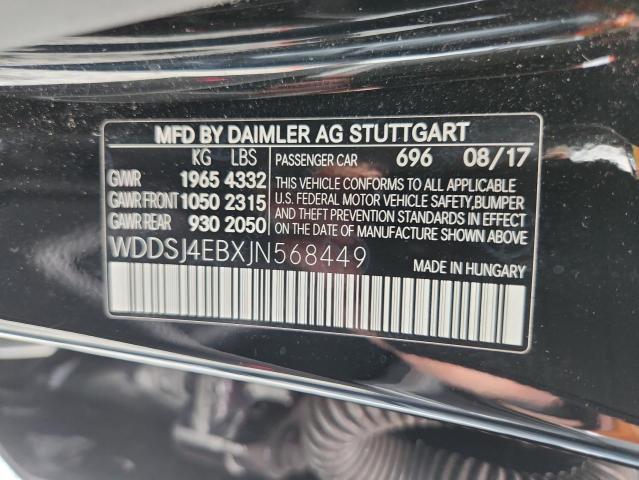 MFD BY DAIMLER AG STUTTGART
KG LBS
GVWR 1965 4332
GAWR FRONT 1050 2315
GAWR REAR 930 2050
PASSENGER CAR 696 08/17
THIS VEHICLE CONFORMS TO ALL APPLICABLE
U.S. FEDERAL MOTOR VEHICLE SAFETY, BUMPER
AND THEFT PREVENTION STANDARDS IN EFFECT
ON THE DATE OF MANUFACTURE SHOWN ABOVE
WDDSJ4EBXJN568449
MADE IN HUNGARY